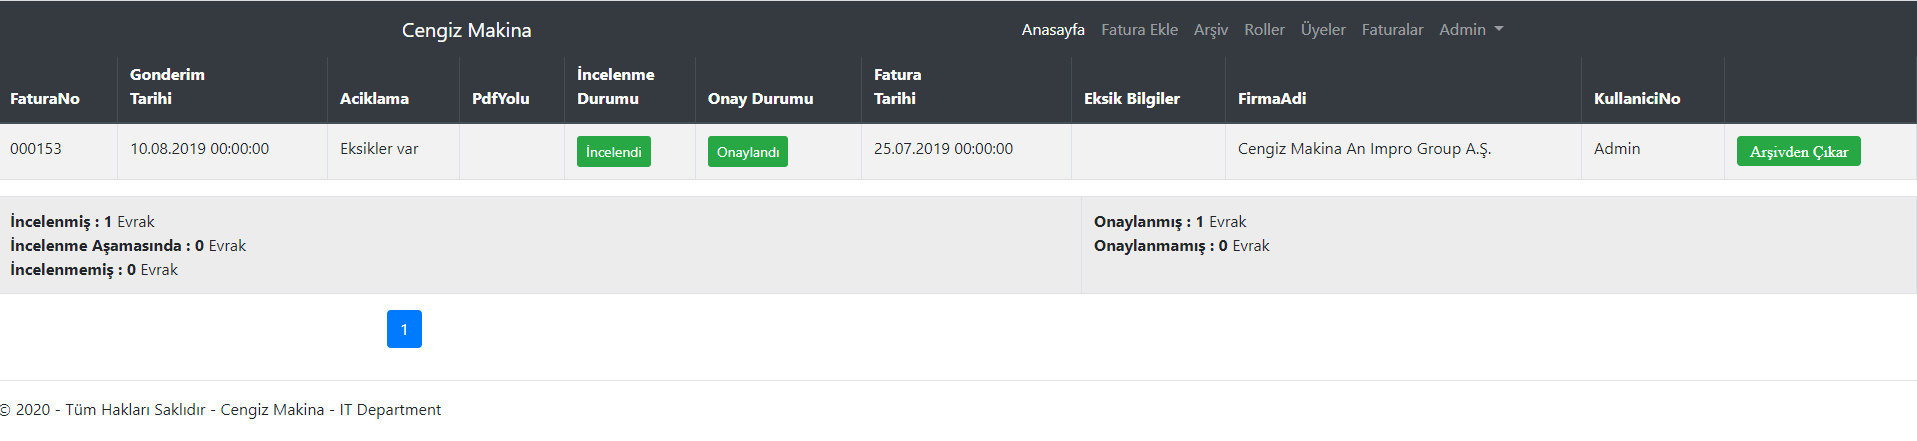 Cengiz Makina Anasayfa Fatura Ekle Arşiv Roller Üyeler Faturalar Admin
FaturaNo Gonderim Tarihi Aciklama PdfYolu İncelenme Durumu Onay Durumu Fatura Tarihi Eksik Bilgiler FirmaAdi KullaniciNo
000153 10.08.2019 00:00:00 Eksikler var İncelendi Onaylandı 25.07.2019 00:00:00 Cengiz Makina An Impro Group A.Ş. Admin Arşivden Çıkar
İncelenmiş : 1 Evrak
İncelenme Aşamasında : 0 Evrak
İncelenmemiş : 0 Evrak
Onaylanmış : 1 Evrak
Onaylanmamış : 0 Evrak
1
© 2020 - Tüm Hakları Saklıdır - Cengiz Makina - IT Department